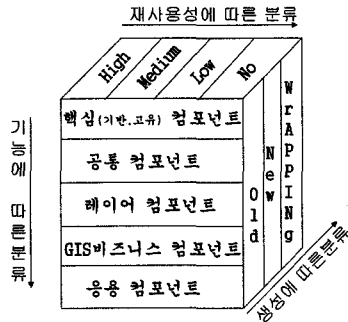 재사용성에 따른 분류
High
Medium
Low
No
기능에 따른분류
핵심(기반.고유) 컴포넌트
공통 컴포넌트
레이어 컴포넌트
GIS비즈니스 컴포넌트
응용 컴포넌트
Old
New
WrAPPINg
생성에 따른분류